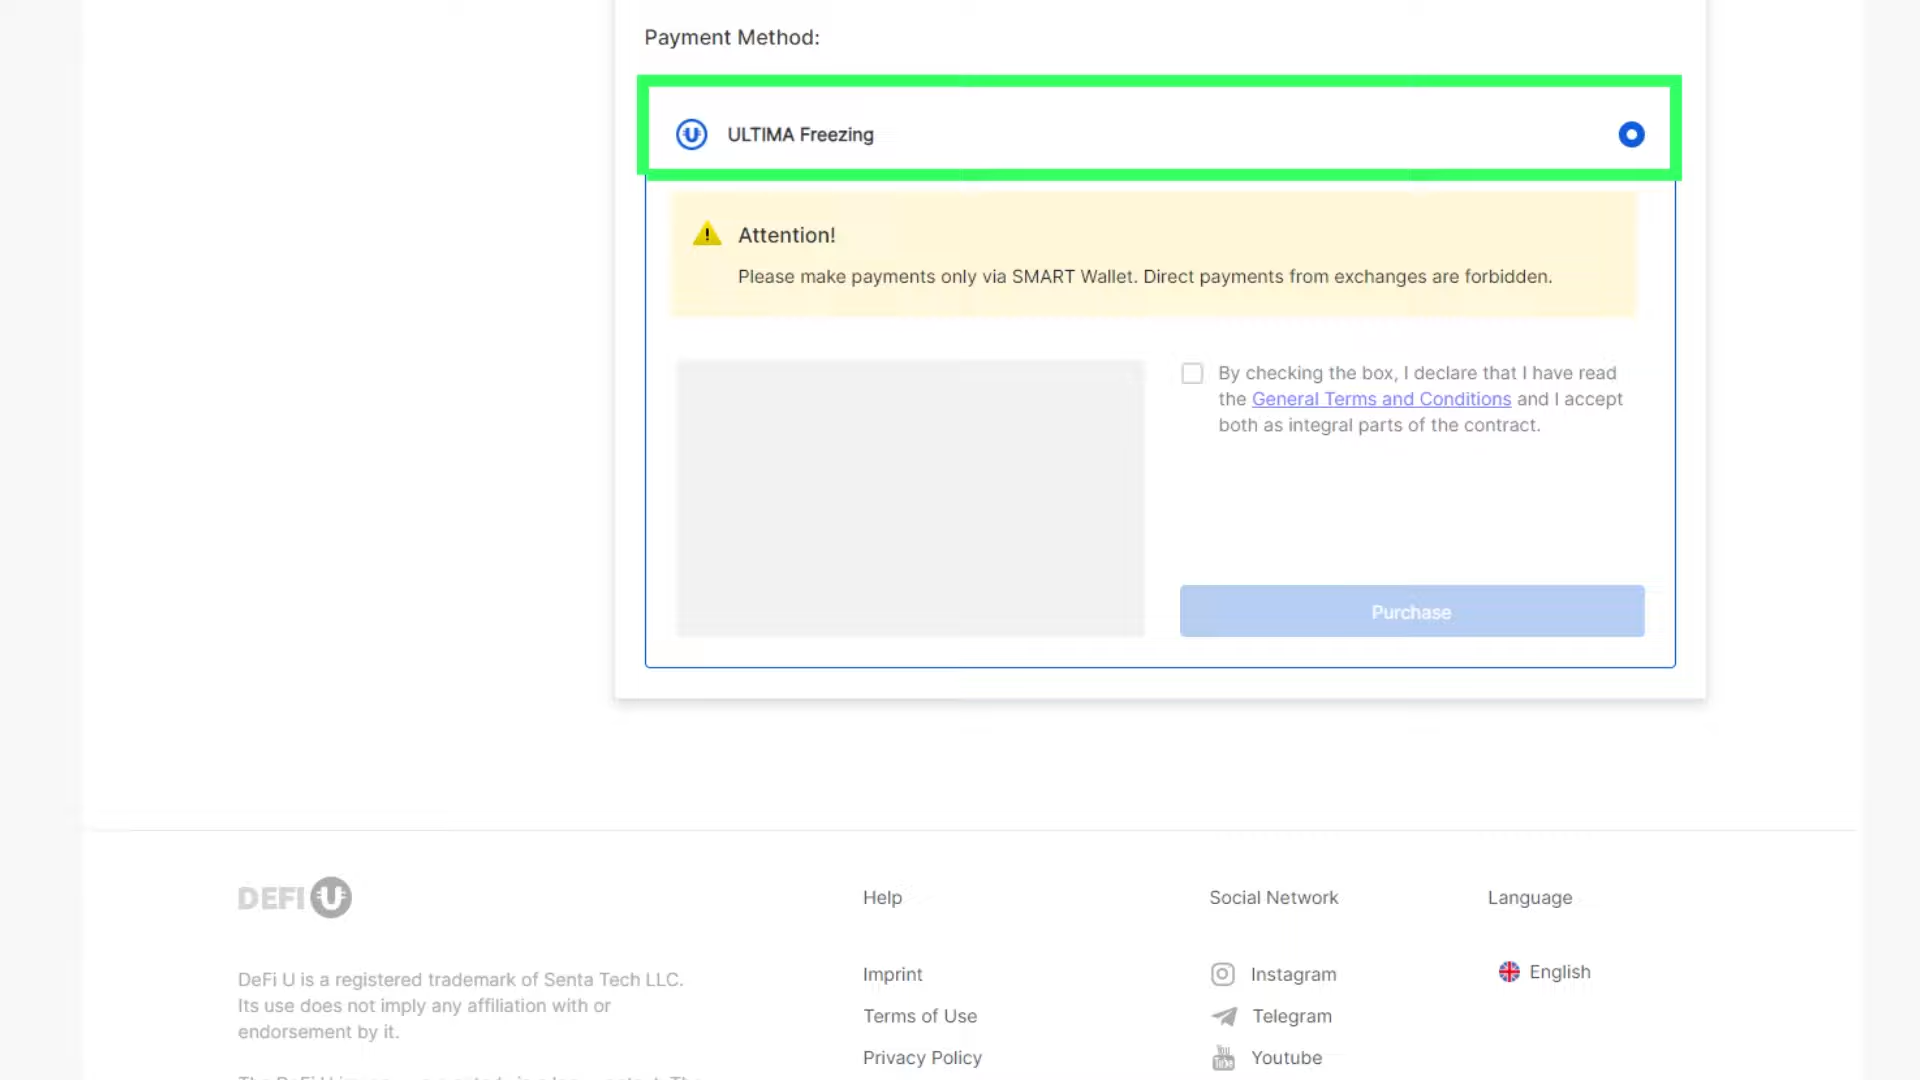 Payment Method:
ULTIMA Freezing
Attention!
Please make payments only via SMART Wallet. Direct payments from exchanges are forbidden.
By checking the box, I declare that I have read
the General Terms and Conditions and I accept
both as integral parts of the contract.
Purchase
DEFI U
Help
Social Network
Language
DeFi U is a registered trademark of Senta Tech LLC.
Its use does not imply any affiliation with or
endorsement by it.
Imprint
Terms of Use
Privacy Policy
Instagram
Telegram
Youtube
English